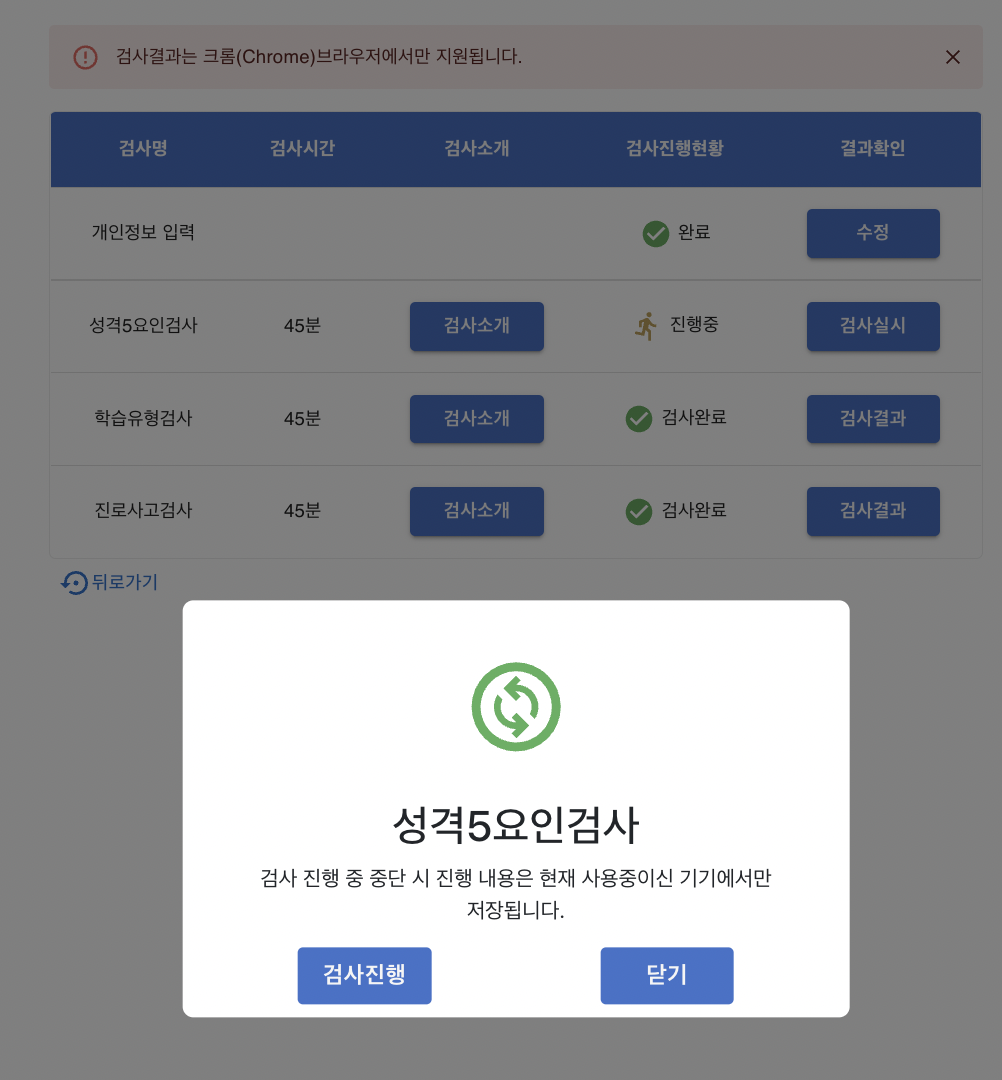 검사결과는 크롬(Chrome)브라우저에서만 지원됩니다.
검사명 검사시간 검사소개 검사진행현황 결과확인
개인정보 입력 완료 수정
성격5요인검사 45분 검사소개 진행중 검사실시
학습유형검사 45분 검사소개 검사완료 검사결과
진로사고검사 45분 검사소개 검사완료 검사결과
뒤로가기
성격5요인검사
검사 진행 중 중단 시 진행 내용은 현재 사용중이신 기기에서만
저장됩니다.
검사진행 닫기